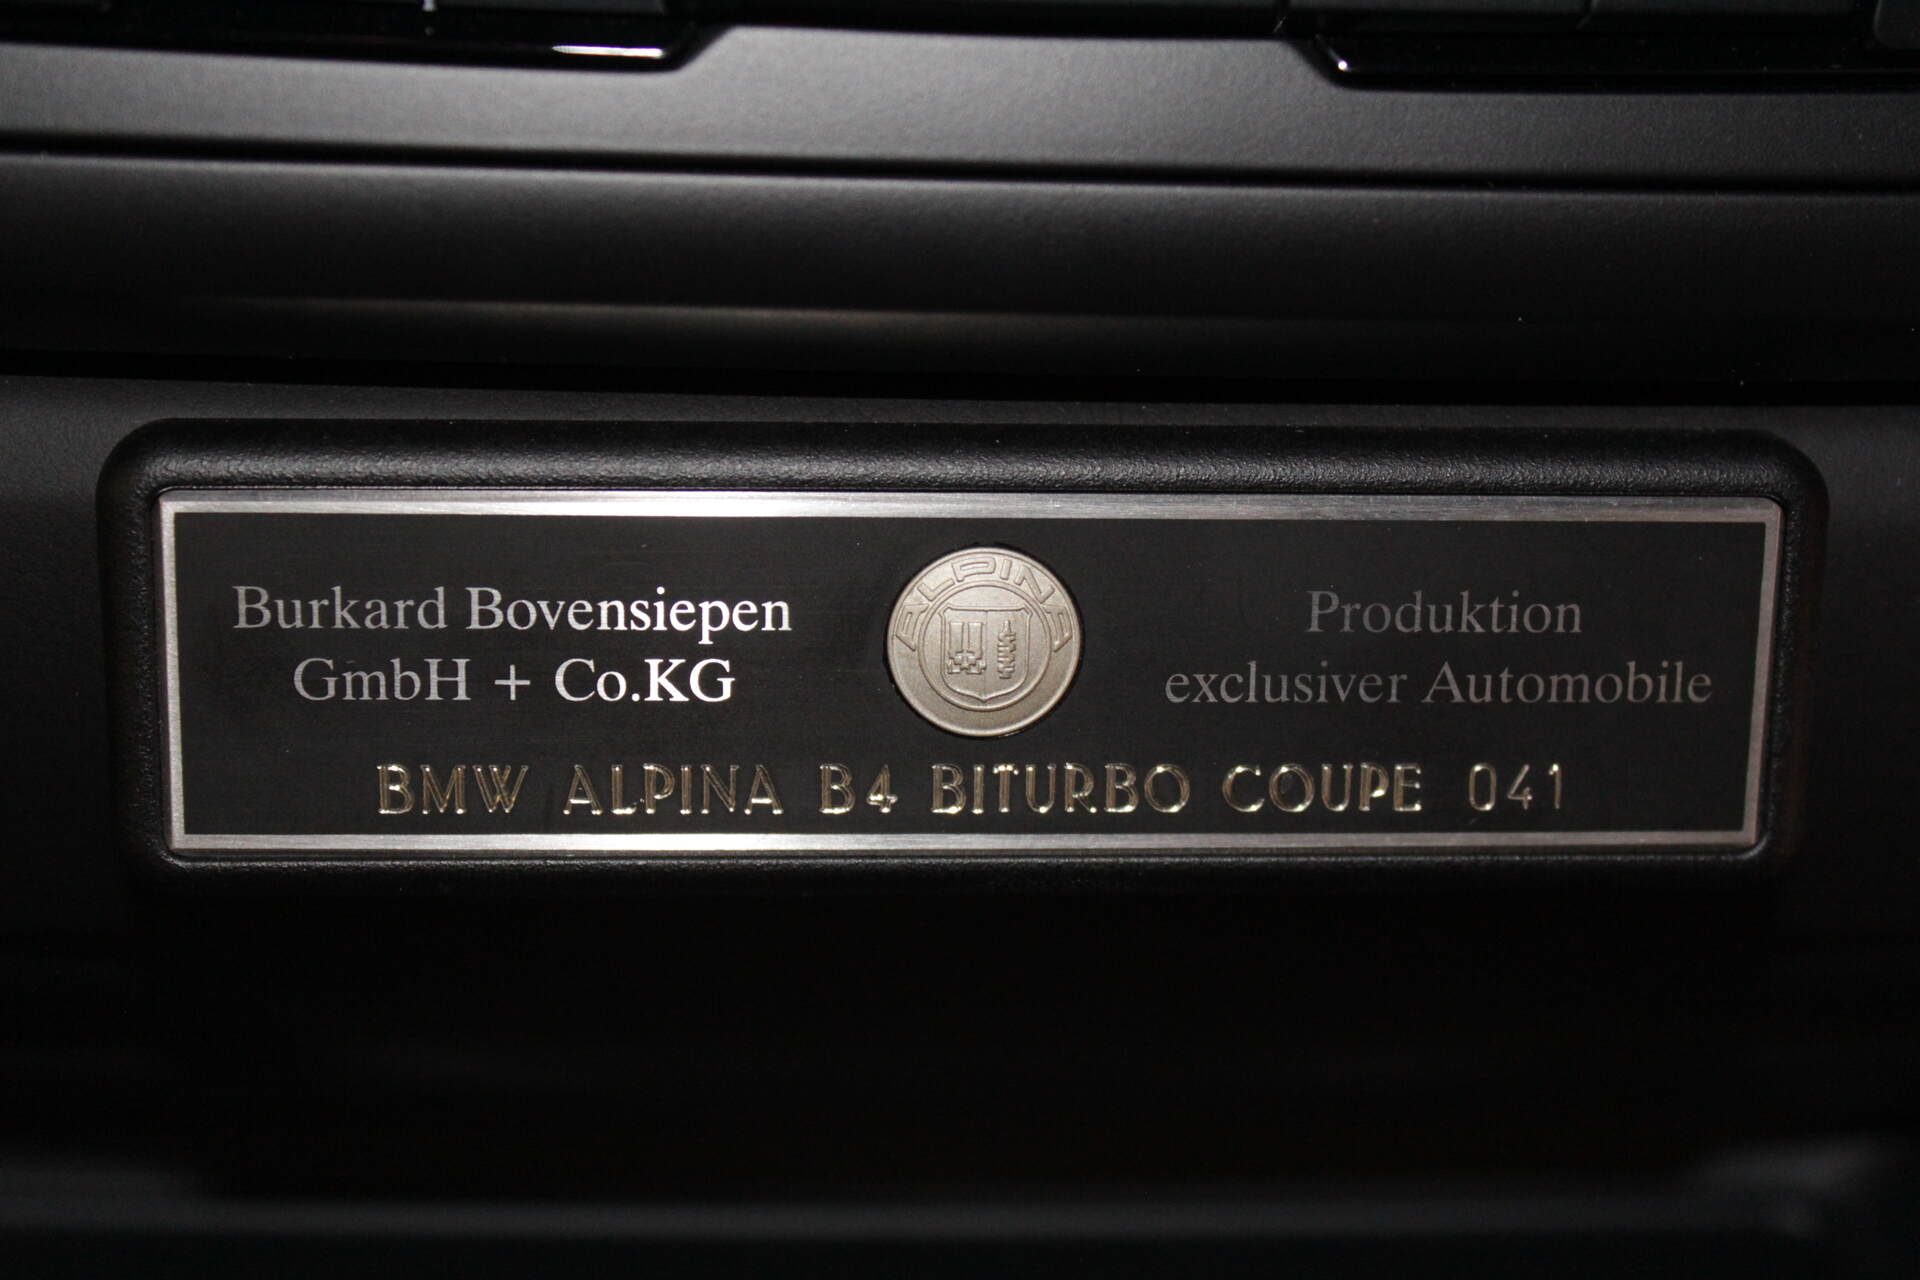 Burkard Bovensiepen
GmbH + Co.KG
ALPINA
Produktion
exclusiver Automobile
BMW ALPINA B4 BITURBO COUPE 041